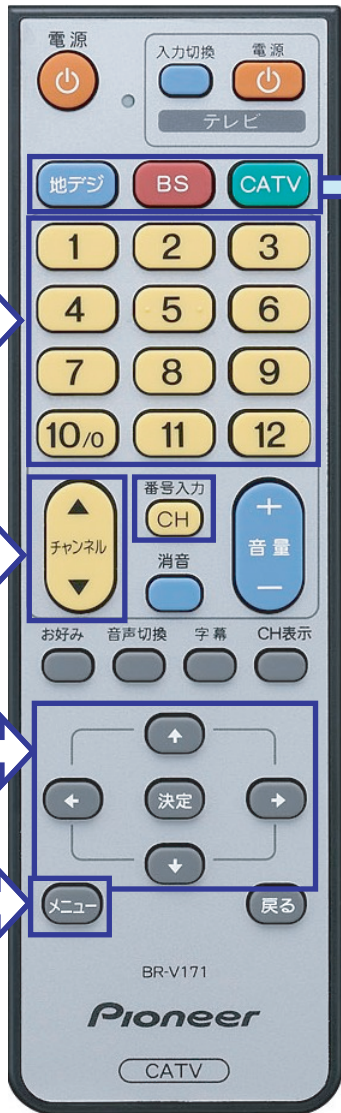 電源
入力切換 電源
テレビ
地デジ BS CATV
1 2 3
4 5 6
7 8 9
10/0 11 12
チャンネル
番号入力
CH
消音
+
音量
−
お好み 音声切換 字幕 CH表示
決定
メニュー 戻る
BR-V171
Pioneer
CATV